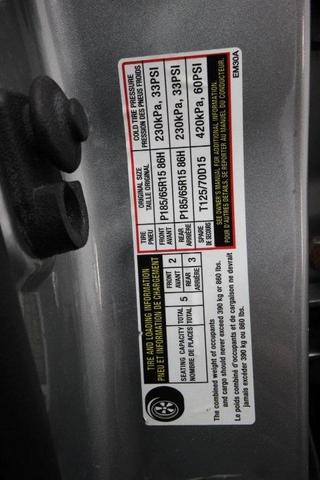 TIRE AND LOADING INFORMATION
PNEU ET INFORMATION DE CHARGEMENT
SEATING CAPACITY TOTAL 5 FRONT 2 REAR 3
NOMBRE DE PLACES TOTAL AVANT ARRIÈRE
The combined weight of occupants
and cargo should never exceed 390 kg or 860 lbs.
Le poids combiné d'occupants et de cargaison ne devrait
jamais excéder 390 kg ou 860 lbs.
TIRE ORIGINAL SIZE COLD TIRE PRESSURE
PNEU TAILLE ORIGINAL PRESSION DES PNEUS FROIDS
FRONT P185/65R15 86H 230kPa, 33PSI
AVANT
REAR P185/65R15 86H 230kPa, 33PSI
ARRIÈRE
SPARE T125/70D15 420kPa, 60PSI
DE SECOURS
SEE OWNER'S MANUAL FOR ADDITIONAL INFORMATION.
POUR D'AUTRES DETAILS, SE REPORTER AU MANUEL DU CONDUCTEUR.
EM30A